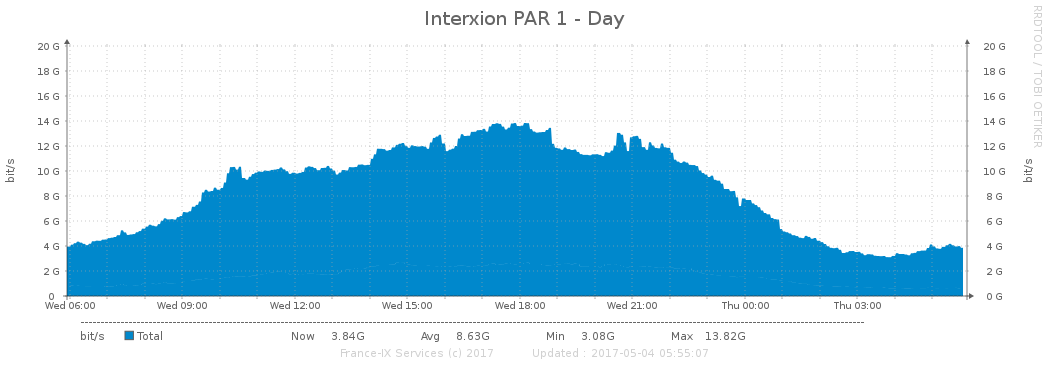 Interxion PAR 1 - Day
RRDTOOL / TOBI OETIKER
20 G 20 G
18 G 18 G
16 G 16 G
14 G 14 G
12 G 12 G
10 G 10 G
8 G 8 G
6 G 6 G
4 G 4 G
2 G 2 G
0 0 G
bit/s
bit/s
Wed 06:00 Wed 09:00 Wed 12:00 Wed 15:00 Wed 18:00 Wed 21:00 Thu 00:00 Thu 03:00
bit/s Total Now 3.84G Avg 8.63G Min 3.08G Max 13.82G
France-IX Services (c) 2017 Updated : 2017-05-04 05:55:07